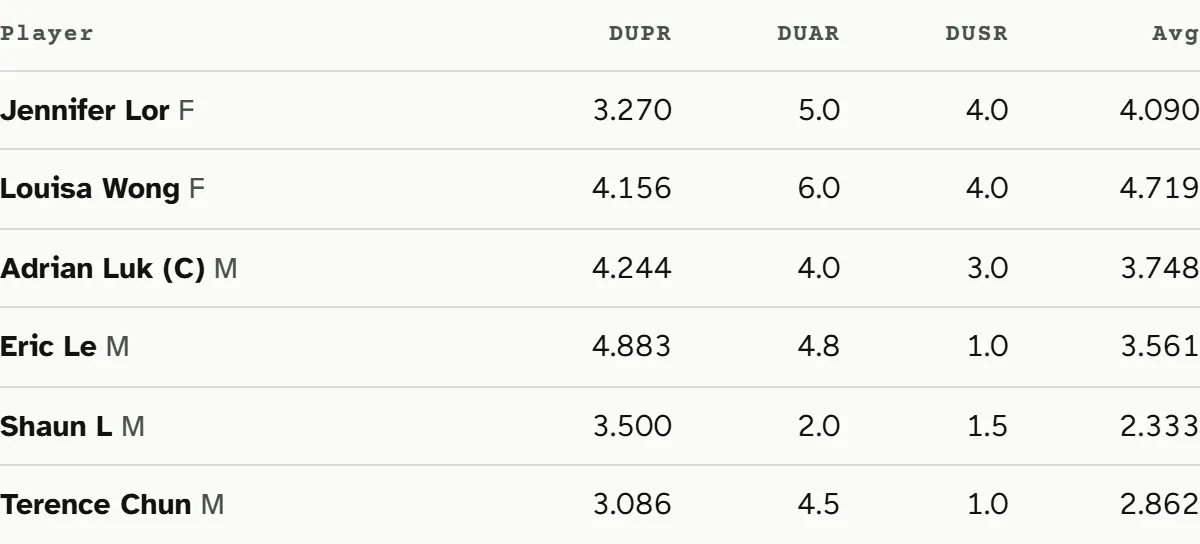 Player DUPR DUAR DUSR Avg
Jennifer Lor F 3.270 5.0 4.0 4.090
Louisa Wong F 4.156 6.0 4.0 4.719
Adrian Luk (C) M 4.244 4.0 3.0 3.748
Eric Le M 4.883 4.8 1.0 3.561
Shaun L M 3.500 2.0 1.5 2.333
Terence Chun M 3.086 4.5 1.0 2.862